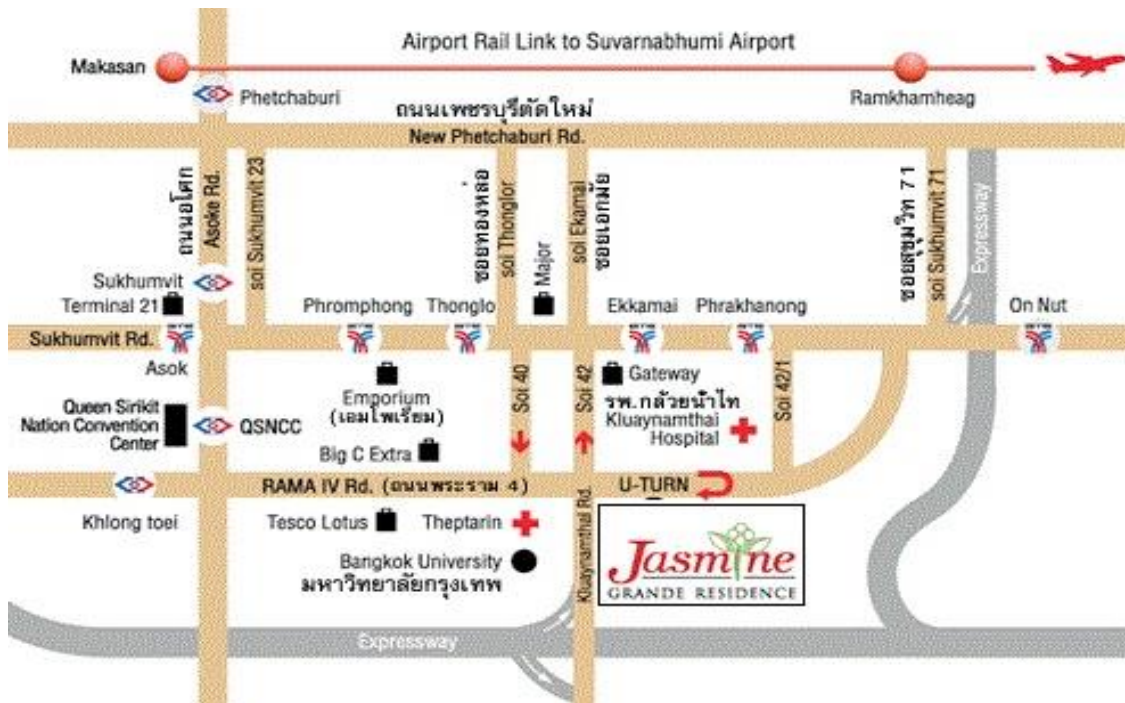 Airport Rail Link to Suvarnabhumi Airport
Makasan
Ramkhamheag
Phetchaburi
ถนนเพชรบุรีตัดใหม่
New Phetchaburi Rd.
ถนนอโศก
Asoke Rd.
soi Sukhumvit 23
ซอยทองหล่อ
soi Thonglor
Major
soi Ekamai
ซอยเอกมัย
ซอยสุขุมวิท 71
soi Sukhumvit 71
Expressway
Sukhumvit
Terminal 21
Phromphong
Thonglo
Ekkamai
Phrakhanong
On Nut
Sukhumvit Rd.
Asok
Emporium
(เอมโพเรียม)
Soi 40
Soi 42
Gateway
รพ.กล้วยน้ำไท
Kluaynamthai
Hospital
Soi 42/1
Queen Sirikit
Nation Convention
Center
QSNCC
Big C Extra
RAMA IV Rd. (ถนนพระราม 4)
U-TURN
Khlong toei
Tesco Lotus
Theptarin
Bangkok University
มหาวิทยาลัยกรุงเทพ
Kluaynamthai Rd.
Jasmine
GRANDE RESIDENCE
Expressway